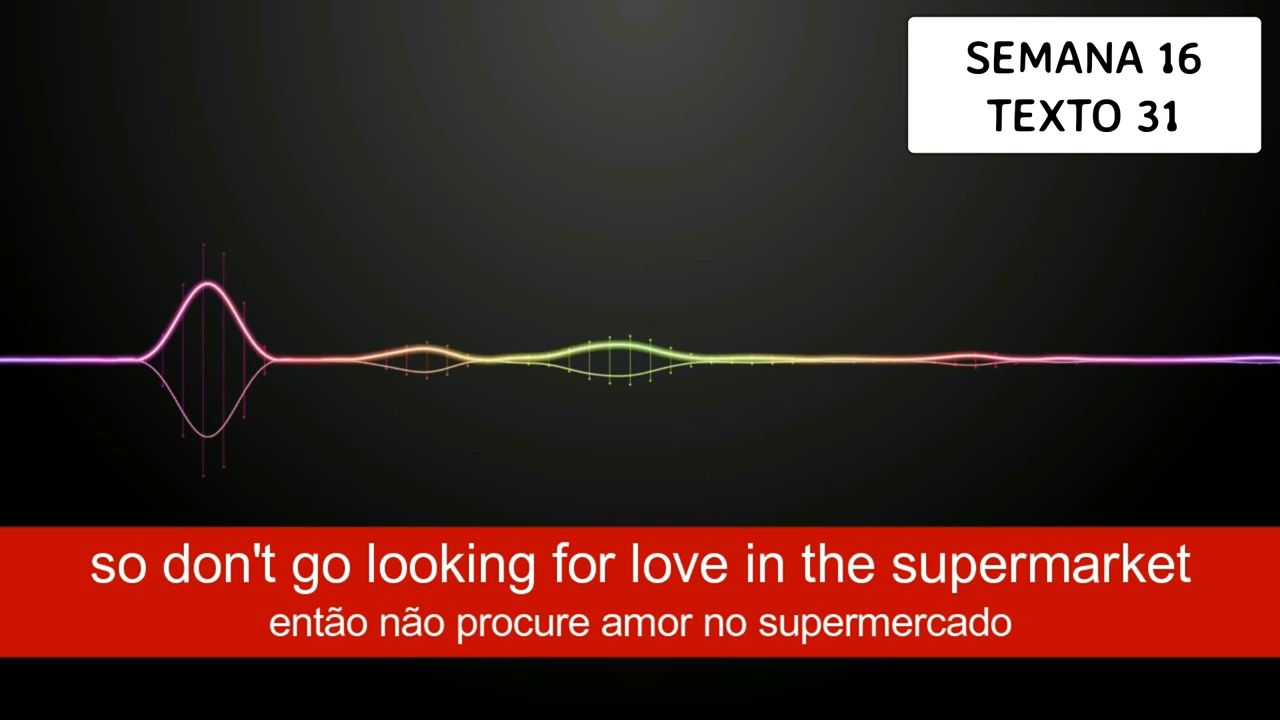 SEMANA 16
TEXTO 31
so don't go looking for love in the supermarket
então não procure amor no supermercado